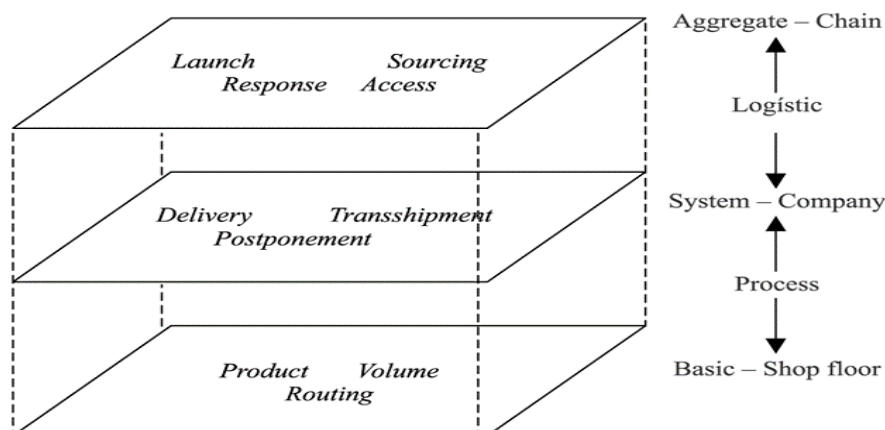 Aggregate – Chain
Launch Sourcing
Response Access
Logístic
System – Company
Delivery Transshipment
Postponement
Process
Product Volume
Basic – Shop floor
Routing